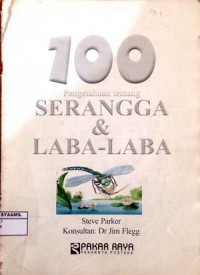 100
Pengetahuan tentang
SERANGGA
&
LABA-LABA
Steve Parker
Konsultan: Dr Jim Flegg
PAKAR RAYA